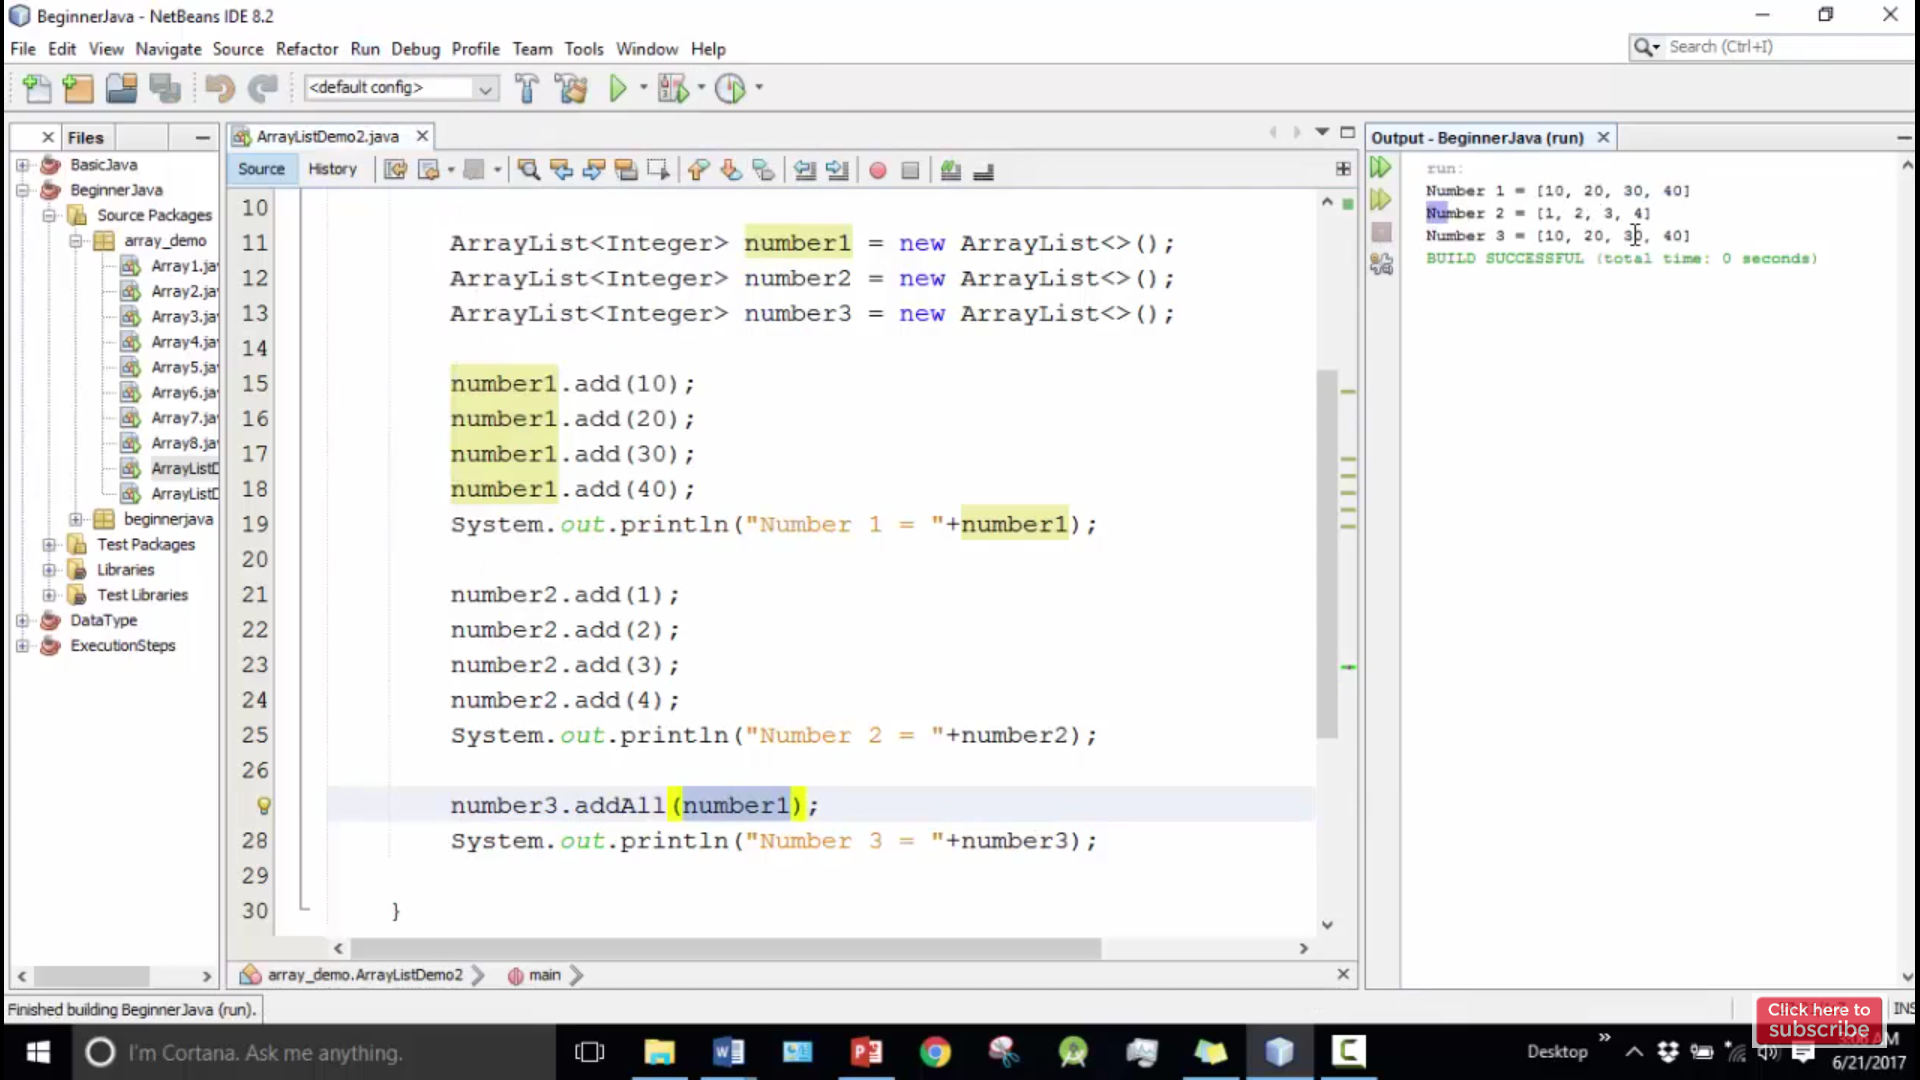 BeginnerJava - NetBeans IDE 8.2
File Edit View Navigate Source Refactor Run Debug Profile Team Tools Window Help
Search (Ctrl+I)
<default config>
Files
BasicJava
BeginnerJava
Source Packages
array_demo
Array1.ja
Array2.ja
Array3.ja
Array4.ja
Array5.ja
Array6.ja
Array7.ja
Array8.ja
ArrayListD
ArrayListD
beginnerjava
Test Packages
Libraries
Test Libraries
DataType
ExecutionSteps
ArrayListDemo2.java
Source History
10
11 ArrayList<Integer> number1 = new ArrayList<>();
12 ArrayList<Integer> number2 = new ArrayList<>();
13 ArrayList<Integer> number3 = new ArrayList<>();
14
15 number1.add(10);
16 number1.add(20);
17 number1.add(30);
18 number1.add(40);
19 System.out.println("Number 1 = "+number1);
20
21 number2.add(1);
22 number2.add(2);
23 number2.add(3);
24 number2.add(4);
25 System.out.println("Number 2 = "+number2);
26
number3.addAll(number1);
28 System.out.println("Number 3 = "+number3);
29
30 }
array_demo.ArrayListDemo2 main
Output - BeginnerJava (run)
run:
Number 1 = [10, 20, 30, 40]
Number 2 = [1, 2, 3, 4]
Number 3 = [10, 20, 30, 40]
BUILD SUCCESSFUL (total time: 0 seconds)
Finished building BeginnerJava (run).
INS
Click here to
subscribe
I'm Cortana. Ask me anything.
Desktop
6/21/2017